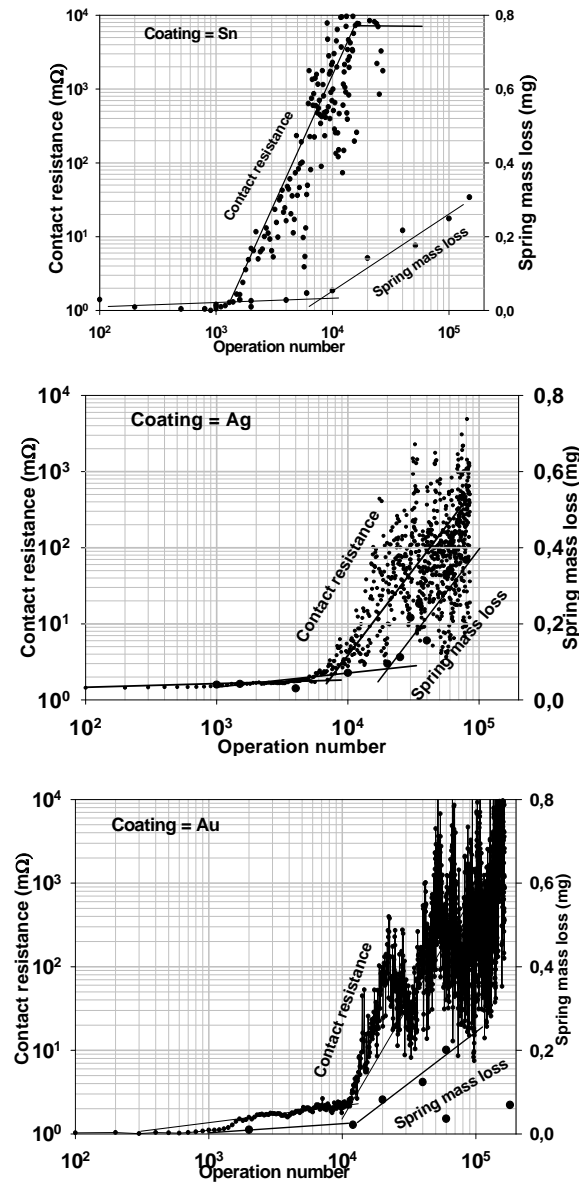 Coating = Sn
Contact resistance (mΩ)
10⁴
10³
10²
10¹
10⁰
Contact resistance
Spring mass loss
0,8
0,6
0,4
0,2
0,0
Spring mass loss (mg)
10² 10³ 10⁴ 10⁵
Operation number
Coating = Ag
Contact resistance (mΩ)
10⁴
10³
10²
10¹
10⁰
Contact resistance
Spring mass loss
0,8
0,6
0,4
0,2
0,0
Spring mass loss (mg)
10² 10³ 10⁴ 10⁵
Operation number
Coating = Au
Contact resistance (mΩ)
10⁴
10³
10²
10¹
10⁰
Contact resistance
Spring mass loss
0,8
0,6
0,4
0,2
0,0
Spring mass loss (mg)
10² 10³ 10⁴ 10⁵
Operation number